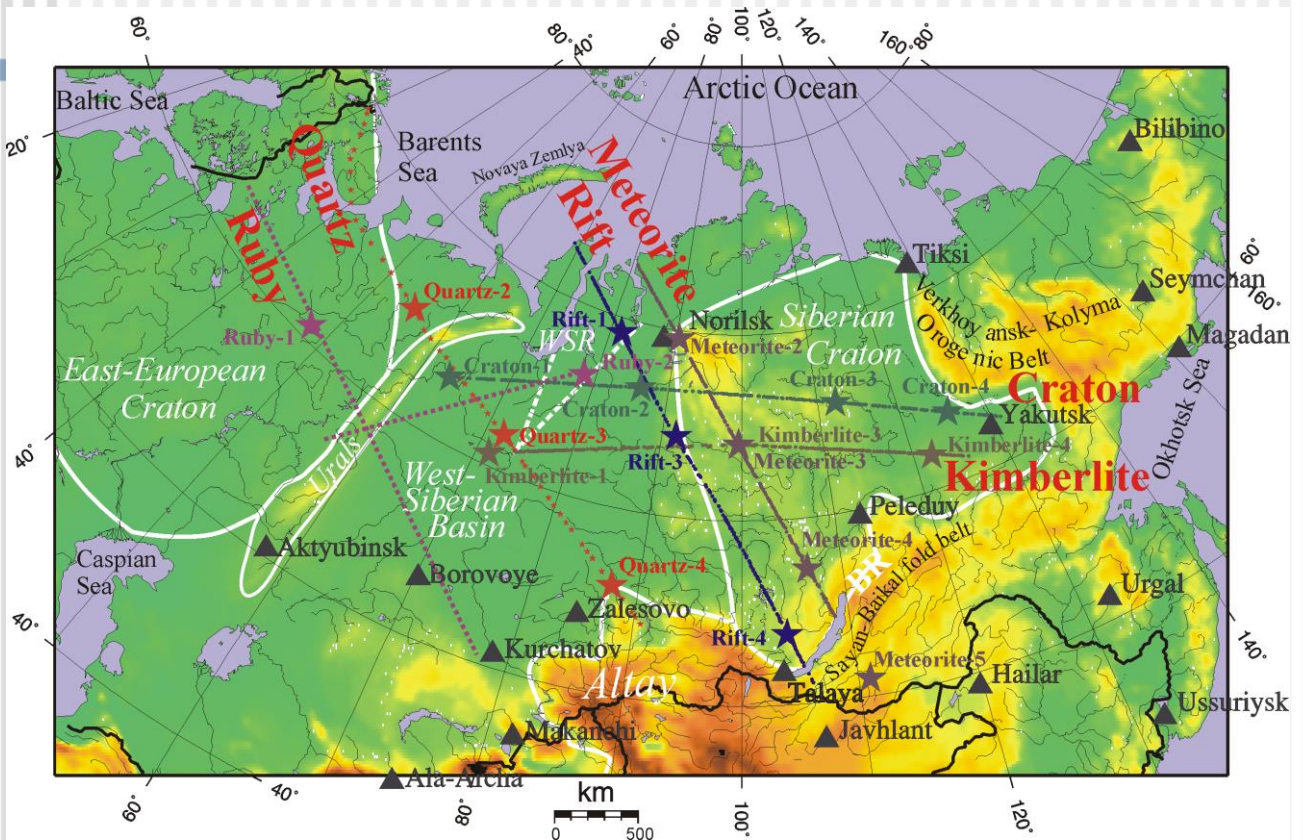 80°
40°
60°
80°
100°
120°
140°
160°
80°
60°
20°
40°
40°
60°
40°
80°
100°
120°
140°
160°
60°
Baltic Sea
Barents
Sea
Novaya Zemlya
Arctic Ocean
Bilibino
Quartz
Ruby
Rift
Meteorite
Tiksi
Seymchan
Magadan
Verkhoy ansk- Kolyma
Oroge nic Belt
Quartz-2
Ruby-1
Rift-1
WSR
Norilsk
Meteorite-2
Siberian
Craton
East-European
Craton
Craton-1
Ruby-2
Craton-2
Craton-3
Craton-4
Craton
Yakutsk
Okhotsk Sea
Urals
Quartz-3
Kimberlite-1
Rift-3
Kimberlite-3
Meteorite-3
Kimberlite-4
Kimberlite
West-
Siberian
Basin
Peleduy
Caspian
Sea
Aktyubinsk
Borovoye
Quartz-4
Meteorite-4
BR
Sayan-Baikal fold belt
Urgal
Zalesovo
Rift-4
Kurchatov
Altay
Talaya
Meteorite-5
Hailar
Ussuriysk
Makanchi
Javhlant
Ala-Archa
km
0 500